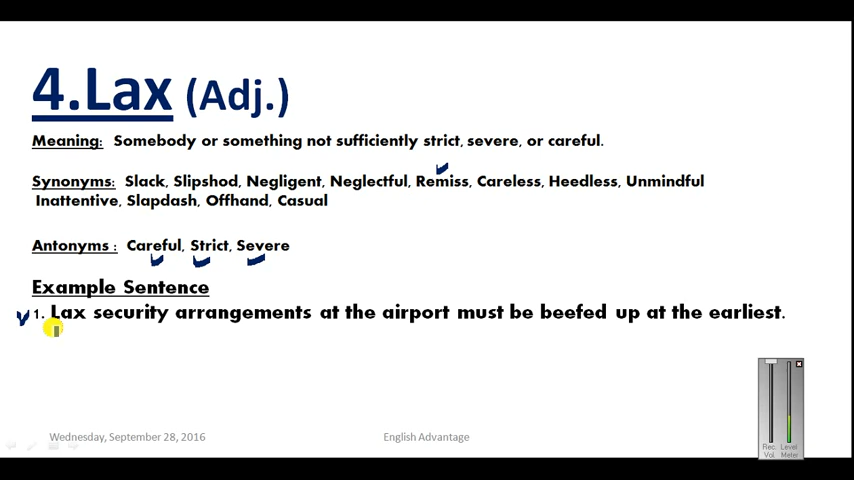 4.Lax (Adj.)
Meaning: Somebody or something not sufficiently strict, severe, or careful.
Synonyms: Slack, Slipshod, Negligent, Neglectful, Remiss, Careless, Heedless, Unmindful
Inattentive, Slapdash, Offhand, Casual
Antonyms : Careful, Strict, Severe
Example Sentence
1. Lax security arrangements at the airport must be beefed up at the earliest.
Wednesday, September 28, 2016 English Advantage
Rec. Level
Vol Meter